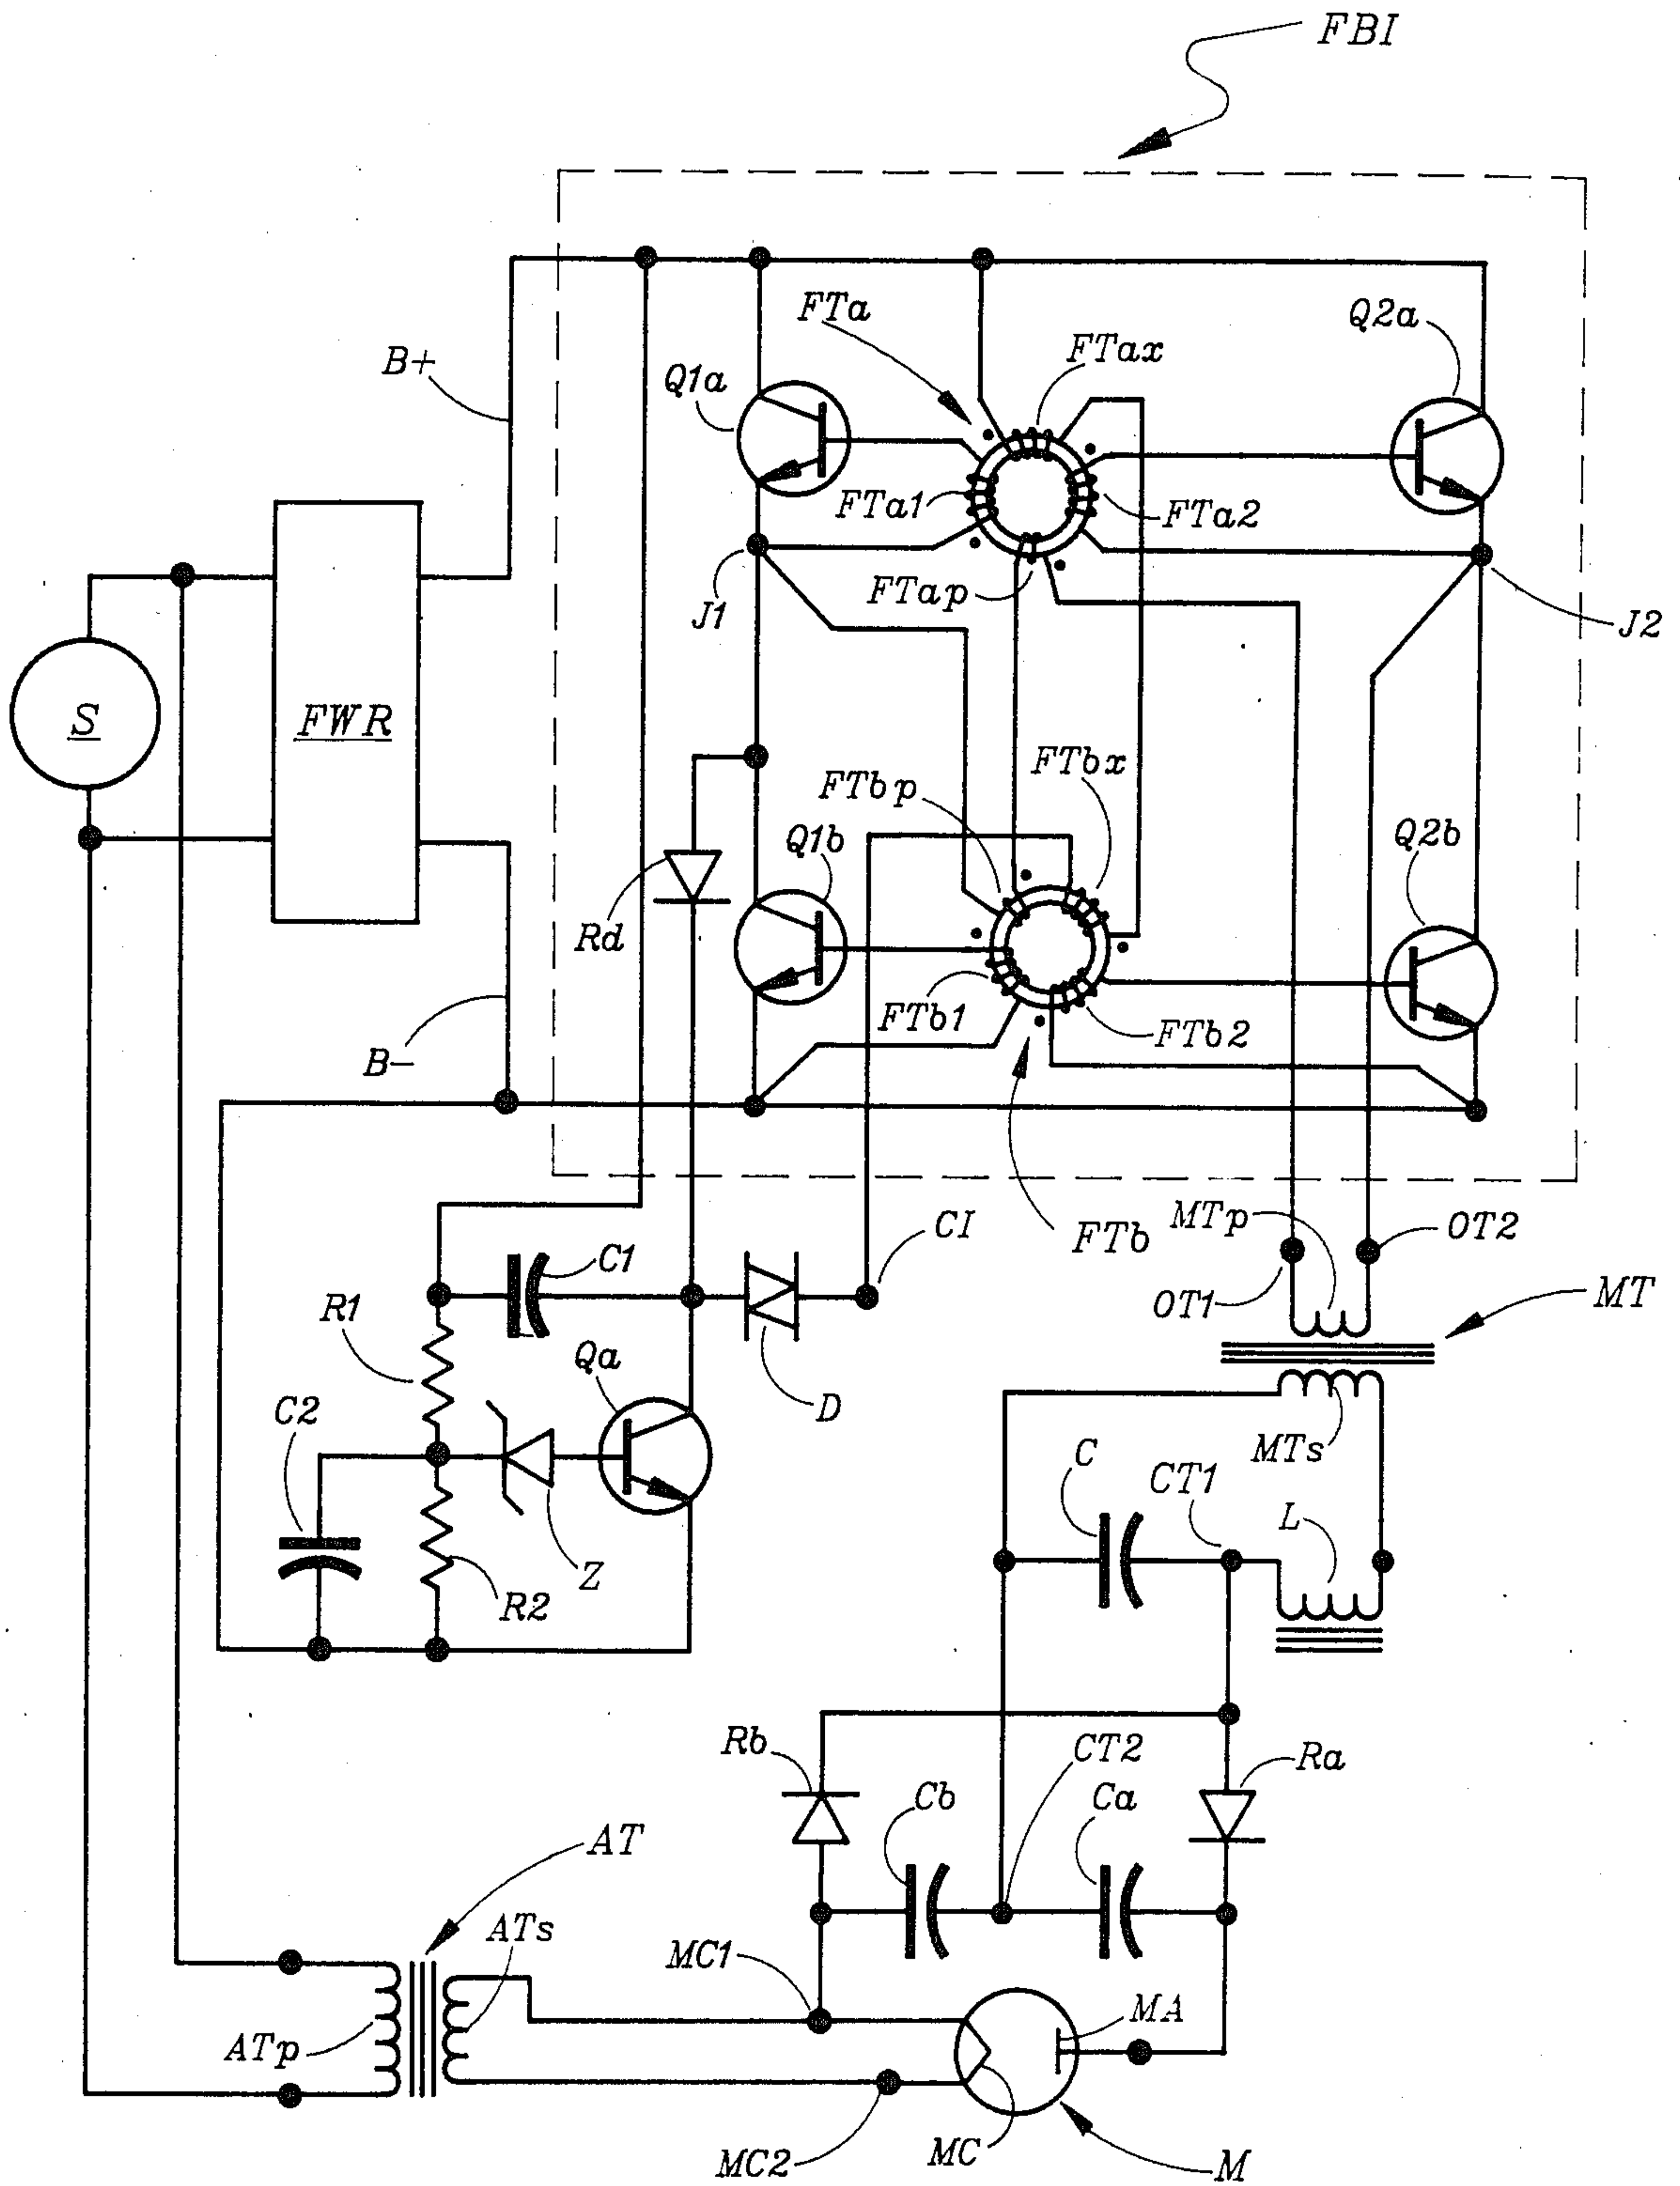 FBI
B+
FTa
FTax
Q2a
Q1a
FTa1
FTa2
FTap
J1
J2
S
FWR
FTbp
FTbx
Q1b
Q2b
Rd
FTb1
FTb2
B-
FTb
MTp
OT2
CI
C1
OT1
MT
R1
Qa
D
C2
MTs
C
CT1
L
Z
R2
Rb
CT2
Ra
Cb
Ca
AT
ATs
MC1
MA
ATp
MC2
MC
M